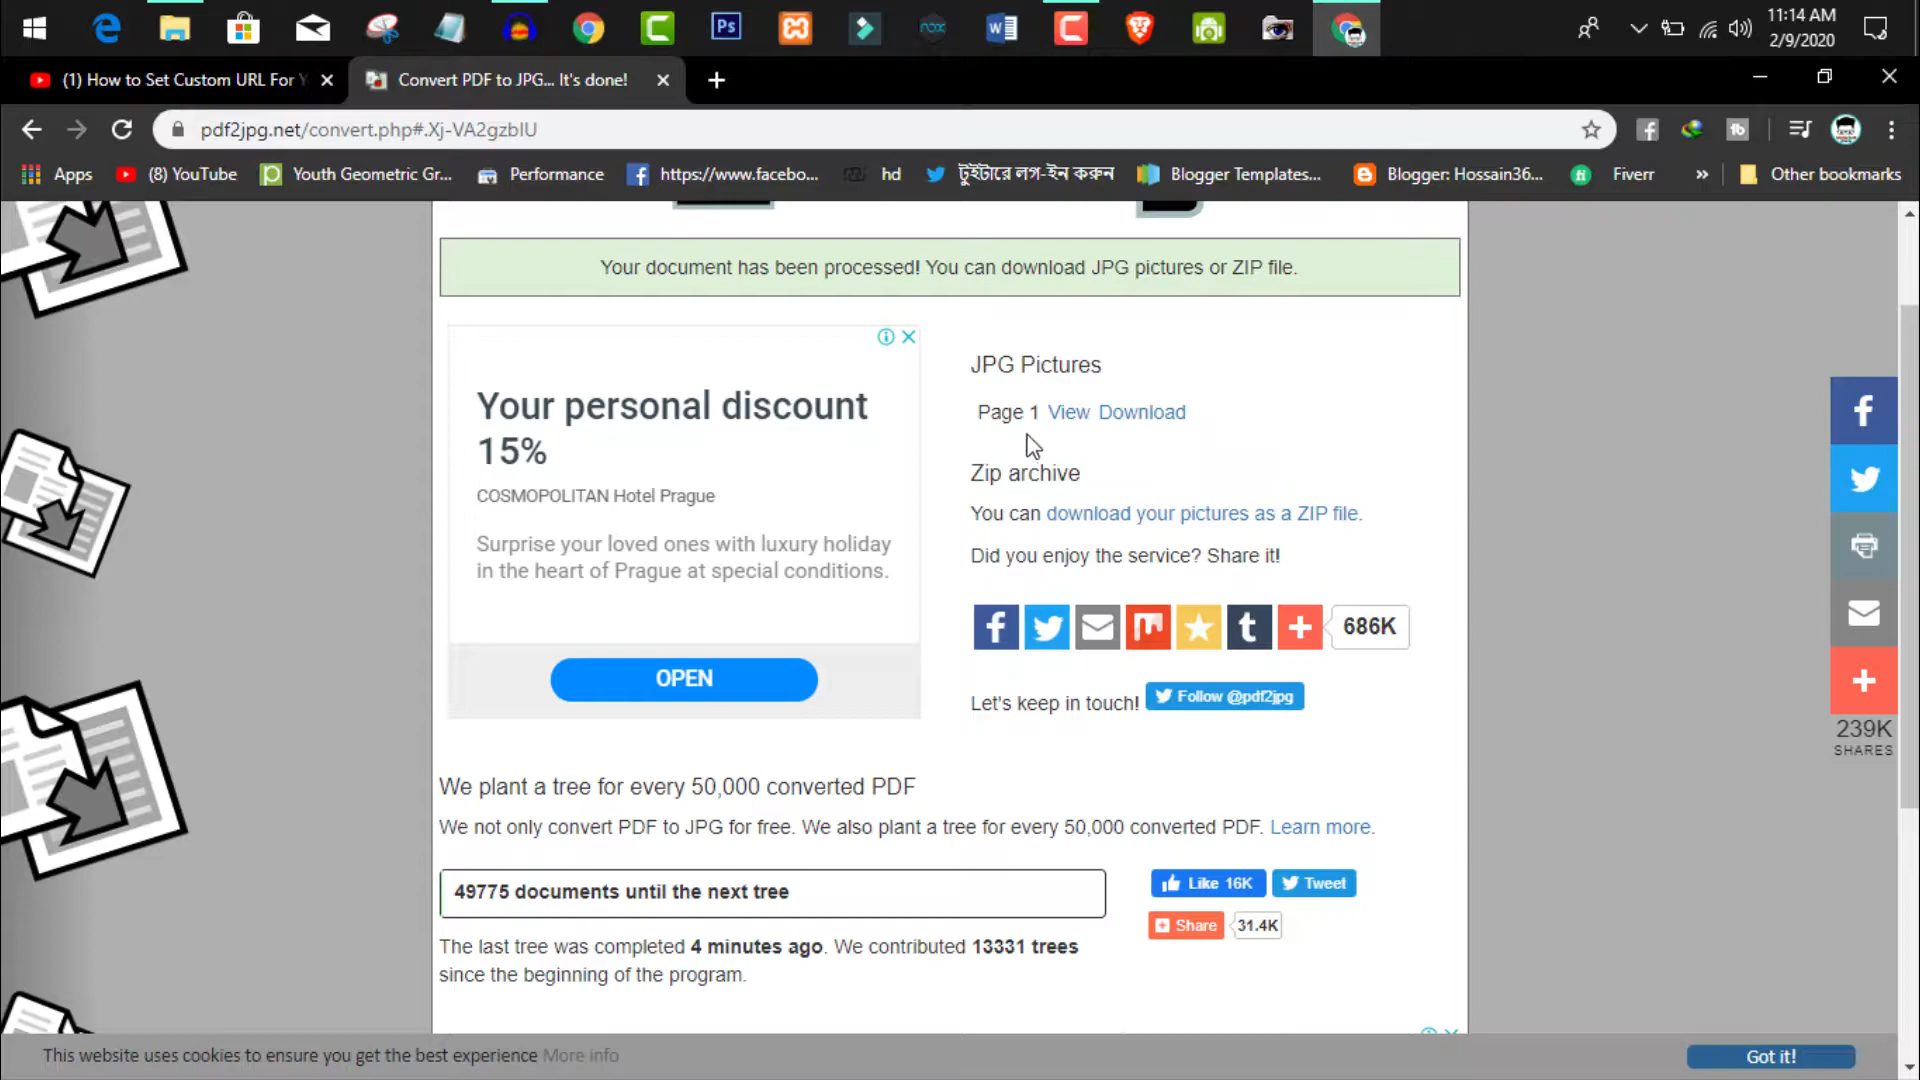 Ps
nox
11:14 AM
2/9/2020
(1) How to Set Custom URL For Y
Convert PDF to JPG... It's done!
pdf2jpg.net/convert.php#.Xj-VA2gzbIU
Apps
(8) YouTube
Youth Geometric Gr...
Performance
https://www.facebo...
hd
টুইটারে লগ-ইন করুন
Blogger Templates...
Blogger: Hossain36...
Fiverr
»
Other bookmarks
Your document has been processed! You can download JPG pictures or ZIP file.
Your personal discount
15%
COSMOPOLITAN Hotel Prague
Surprise your loved ones with luxury holiday
in the heart of Prague at special conditions.
OPEN
JPG Pictures
Page 1 View Download
Zip archive
You can download your pictures as a ZIP file.
Did you enjoy the service? Share it!
686K
Let's keep in touch!
Follow @pdf2jpg
239K
SHARES
We plant a tree for every 50,000 converted PDF
We not only convert PDF to JPG for free. We also plant a tree for every 50,000 converted PDF. Learn more.
49775 documents until the next tree
Like 16K
Tweet
Share
31.4K
The last tree was completed 4 minutes ago. We contributed 13331 trees
since the beginning of the program.
This website uses cookies to ensure you get the best experience More info
Got it!